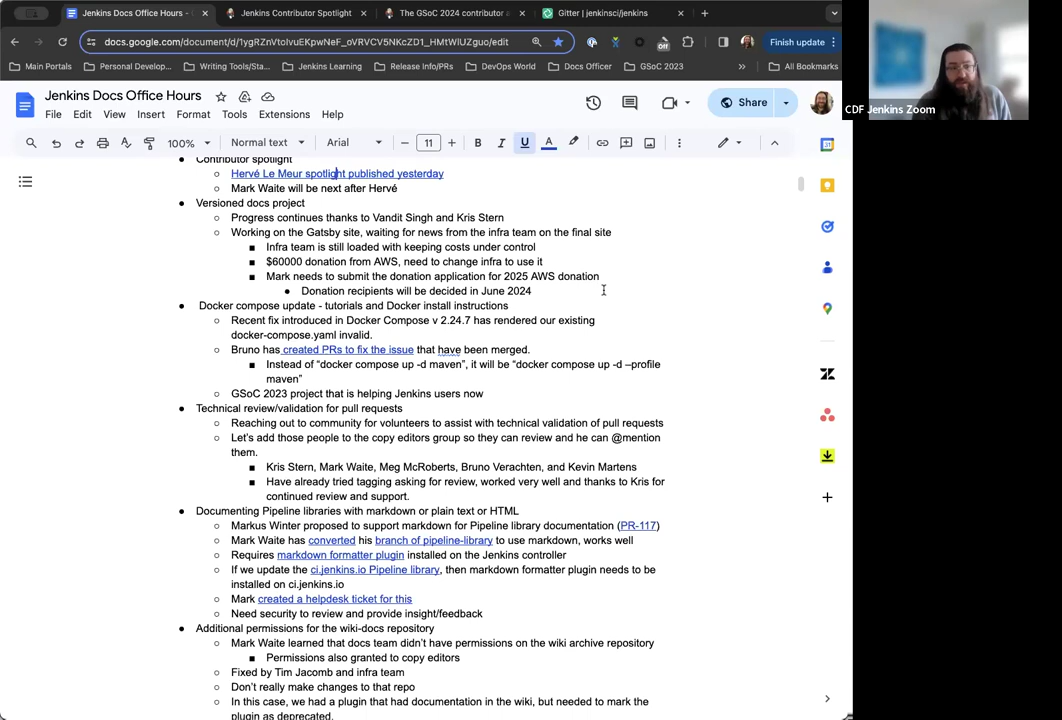 Jenkins Docs Office Hours -
Jenkins Contributor Spotlight
The GSoC 2024 contributor a
Gitter | jenkinsci/jenkins
docs.google.com/document/d/1ygRZnVtoIvuEKpwNeF_oVRVCV5NKcZD1_HMtWlUZguo/edit
Off
Finish update
Main Portals
Personal Develop...
Writing Tools/Sta...
Jenkins Learning
Release Info/PRs
DevOps World
Docs Officer
GSoC 2023
All Bookmarks
Jenkins Docs Office Hours
File Edit View Insert Format Tools Extensions Help
Share
CDF Jenkins Zoom
100% Normal text Arial 11 B I U A
Contributor spotlight
Hervé Le Meur spotlight published yesterday
Mark Waite will be next after Hervé
Versioned docs project
Progress continues thanks to Vandit Singh and Kris Stern
Working on the Gatsby site, waiting for news from the infra team on the final site
Infra team is still loaded with keeping costs under control
$60000 donation from AWS, need to change infra to use it
Mark needs to submit the donation application for 2025 AWS donation
Donation recipients will be decided in June 2024
Docker compose update - tutorials and Docker install instructions
Recent fix introduced in Docker Compose v 2.24.7 has rendered our existing
docker-compose.yaml invalid.
Bruno has created PRs to fix the issue that have been merged.
Instead of “docker compose up -d maven”, it will be “docker compose up -d –profile
maven”
GSoC 2023 project that is helping Jenkins users now
Technical review/validation for pull requests
Reaching out to community for volunteers to assist with technical validation of pull requests
Let’s add those people to the copy editors group so they can review and he can @mention
them.
Kris Stern, Mark Waite, Meg McRoberts, Bruno Verachten, and Kevin Martens
Have already tried tagging asking for review, worked very well and thanks to Kris for
continued review and support.
Documenting Pipeline libraries with markdown or plain text or HTML
Markus Winter proposed to support markdown for Pipeline library documentation (PR-117)
Mark Waite has converted his branch of pipeline-library to use markdown, works well
Requires markdown formatter plugin installed on the Jenkins controller
If we update the ci.jenkins.io Pipeline library, then markdown formatter plugin needs to be
installed on ci.jenkins.io
Mark created a helpdesk ticket for this
Need security to review and provide insight/feedback
Additional permissions for the wiki-docs repository
Mark Waite learned that docs team didn’t have permissions on the wiki archive repository
Permissions also granted to copy editors
Fixed by Tim Jacomb and infra team
Don’t really make changes to that repo
In this case, we had a plugin that had documentation in the wiki, but needed to mark the
plugin as deprecated.